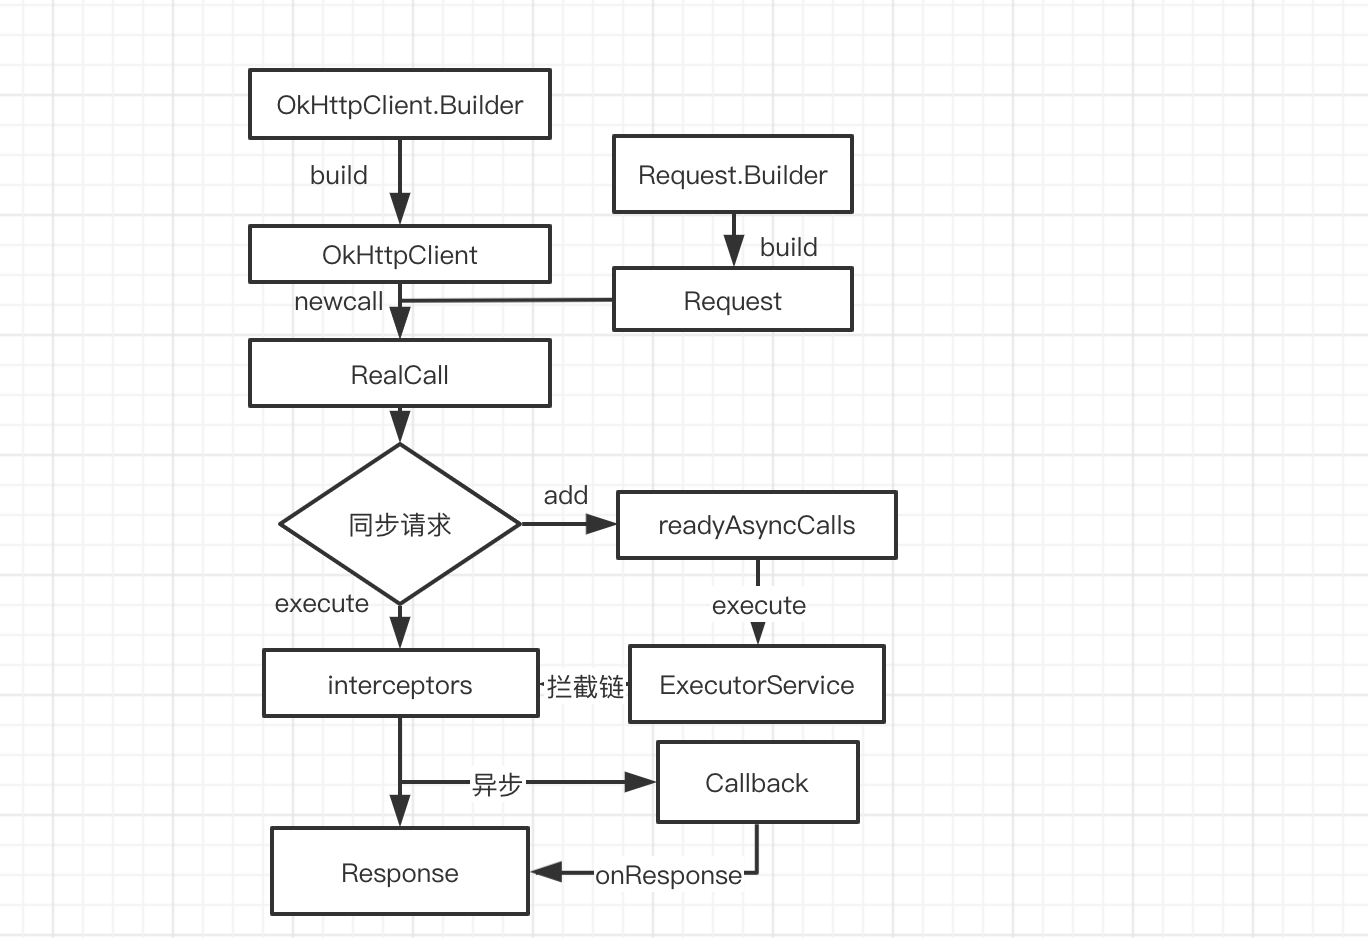 OkHttpClient.Builder
build
Request.Builder
build
OkHttpClient
newcall
Request
RealCall
同步请求
add
readyAsyncCalls
execute
execute
interceptors
拦截链
ExecutorService
异步
Callback
Response
onResponse